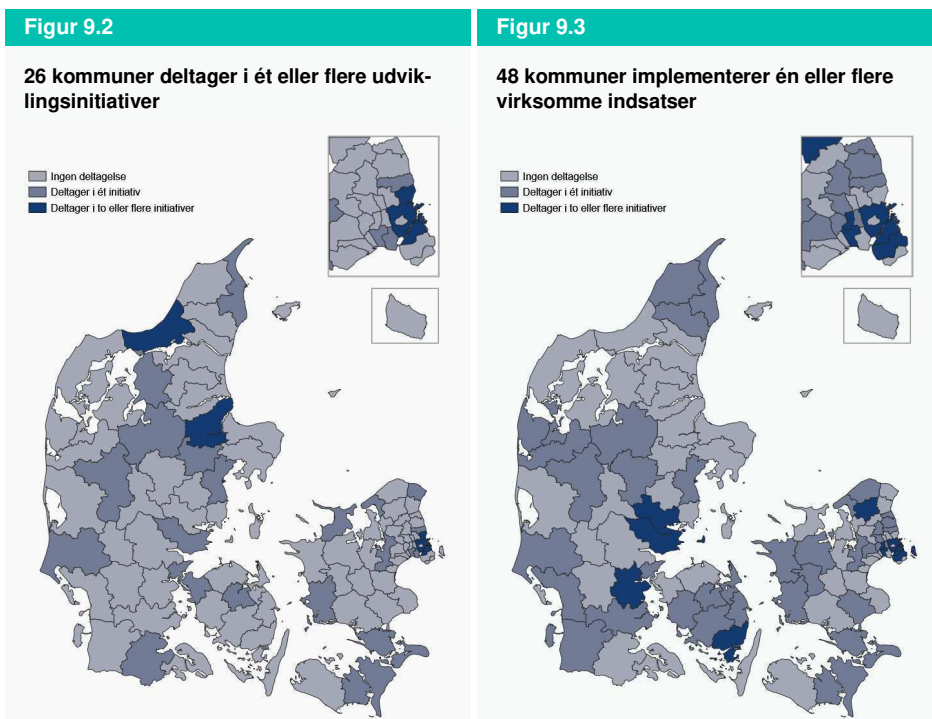 Figur 9.2
26 kommuner deltager i ét eller flere udvik-
lingsinitiativer
Ingen deltagelse
Deltager i ét initiativ
Deltager i to eller flere initiativer
Figur 9.3
48 kommuner implementerer én eller flere
virksomme indsatser
Ingen deltagelse
Deltager i ét initiativ
Deltager i to eller flere initiativer